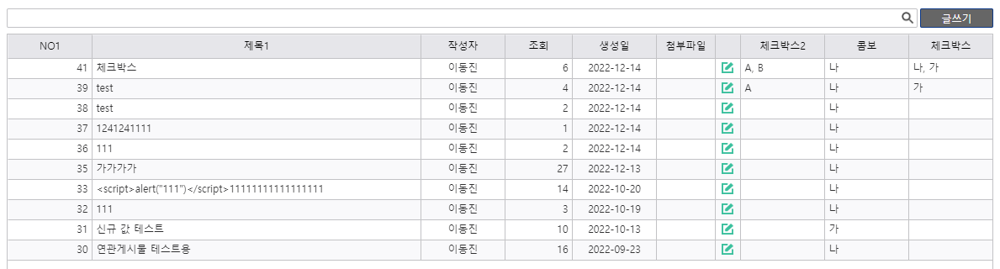 글쓰기
NO1 제목1 작성자 조회 생성일 첨부파일 체크박스2 콤보 체크박스
41 체크박스 이동진 6 2022-12-14 A, B 나 나, 가
39 test 이동진 4 2022-12-14 A 나 가
38 test 이동진 2 2022-12-14 나
37 1241241111 이동진 1 2022-12-14 나
36 111 이동진 2 2022-12-14 나
35 가가가가 이동진 27 2022-12-13 나
33 <script>alert("111")</script>11111111111111111 이동진 14 2022-10-20 나
32 111 이동진 3 2022-10-19 나
31 신규 값 테스트 이동진 10 2022-10-13 가
30 연관게시물 테스트용 이동진 16 2022-09-23 나